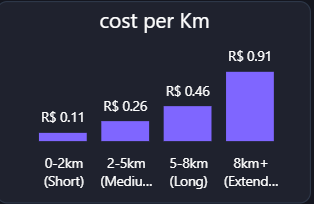 cost per Km
R$ 0.91
R$ 0.46
R$ 0.26
R$ 0.11
0-2km 2-5km 5-8km 8km+
(Short) (Mediu... (Long) (Extend...